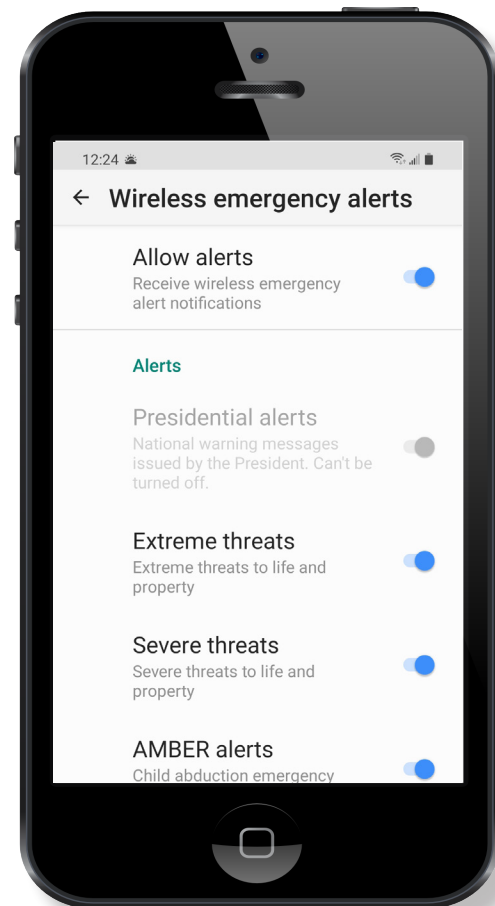 12:24
Wireless emergency alerts
Allow alerts
Receive wireless emergency
alert notifications
Alerts
Presidential alerts
National warning messages
issued by the President. Can't be
turned off.
Extreme threats
Extreme threats to life and
property
Severe threats
Severe threats to life and
property
AMBER alerts
Child abduction emergency